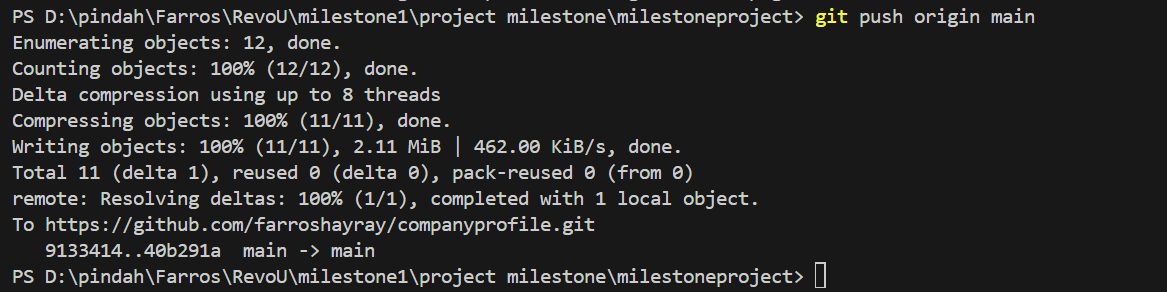 PS D:\pindah\Farros\RevoU\milestone1\project milestone\milestoneproject> git push origin main
Enumerating objects: 12, done.
Counting objects: 100% (12/12), done.
Delta compression using up to 8 threads
Compressing objects: 100% (11/11), done.
Writing objects: 100% (11/11), 2.11 MiB | 462.00 KiB/s, done.
Total 11 (delta 1), reused 0 (delta 0), pack-reused 0 (from 0)
remote: Resolving deltas: 100% (1/1), completed with 1 local object.
To https://github.com/farroshayray/companyprofile.git
   9133414..40b291a  main -> main
PS D:\pindah\Farros\RevoU\milestone1\project milestone\milestoneproject>